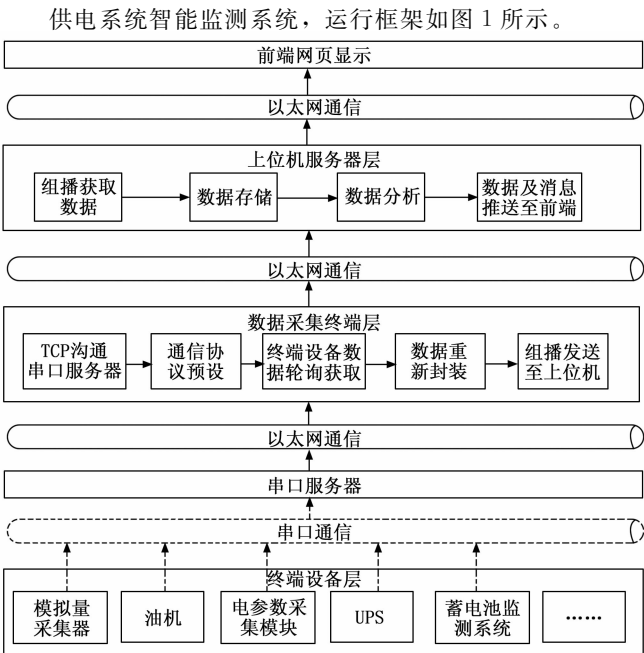 供电系统智能监测系统，运行框架如图 1 所示。
前端网页显示
以太网通信
上位机服务器层
组播获取
数据
数据存储
数据分析
数据及消息
推送至前端
以太网通信
数据采集终端层
TCP沟通
串口服务器
通信协
议预设
终端设备数
据轮询获取
数据重
新封装
组播发送
至上位机
以太网通信
串口服务器
串口通信
终端设备层
模拟量
采集器
油机
电参数采
集模块
UPS
蓄电池监
测系统
……